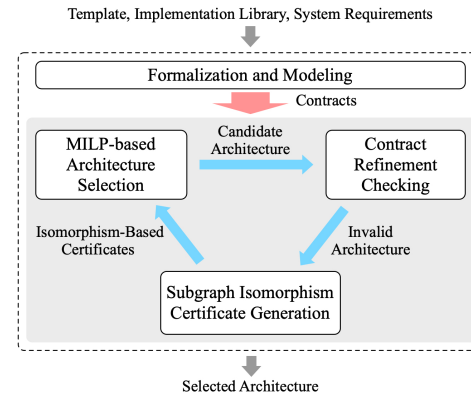 Template, Implementation Library, System Requirements
Formalization and Modeling
Contracts
MILP-based
Architecture
Selection
Candidate
Architecture
Contract
Refinement
Checking
Isomorphism-Based
Certificates
Invalid
Architecture
Subgraph Isomorphism
Certificate Generation
Selected Architecture